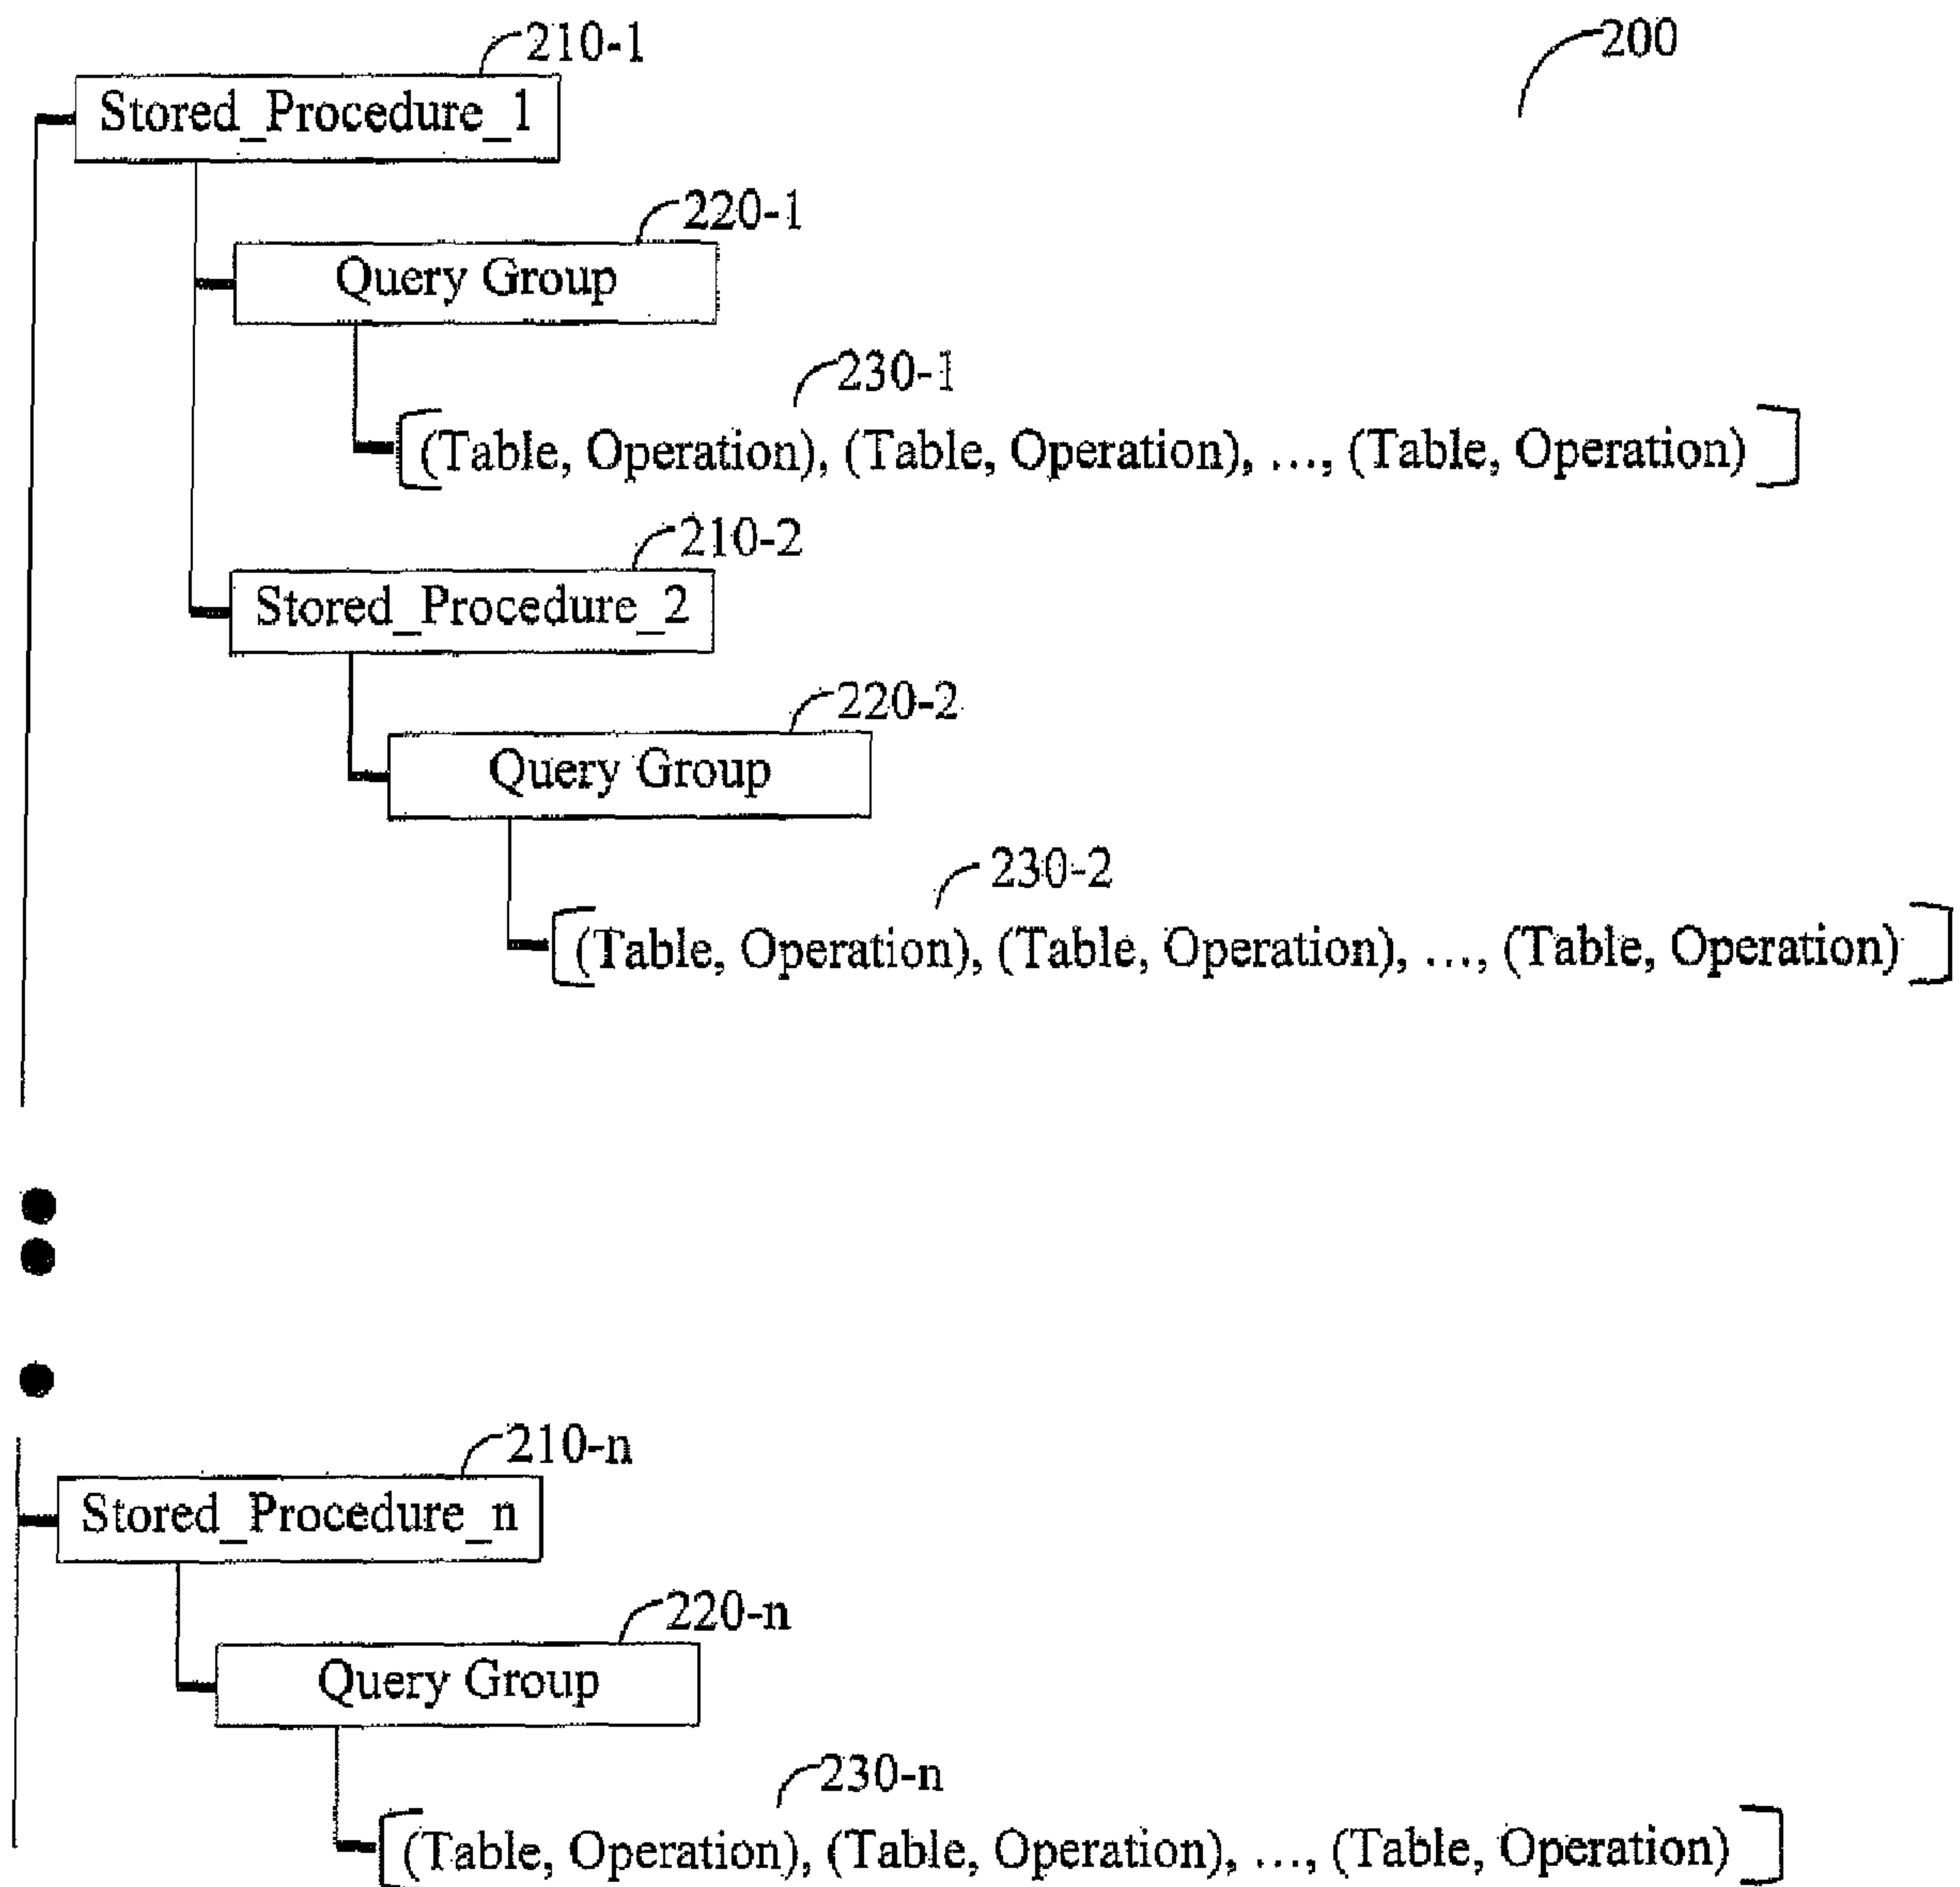 210-1
200
Stored_Procedure_1
220-1
Query Group
230-1
[(Table, Operation), (Table, Operation), ..., (Table, Operation)]
210-2
Stored_Procedure_2
220-2
Query Group
230-2
[(Table, Operation), (Table, Operation), ..., (Table, Operation)]
210-n
Stored_Procedure_n
220-n
Query Group
230-n
[(Table, Operation), (Table, Operation), ..., (Table, Operation)]